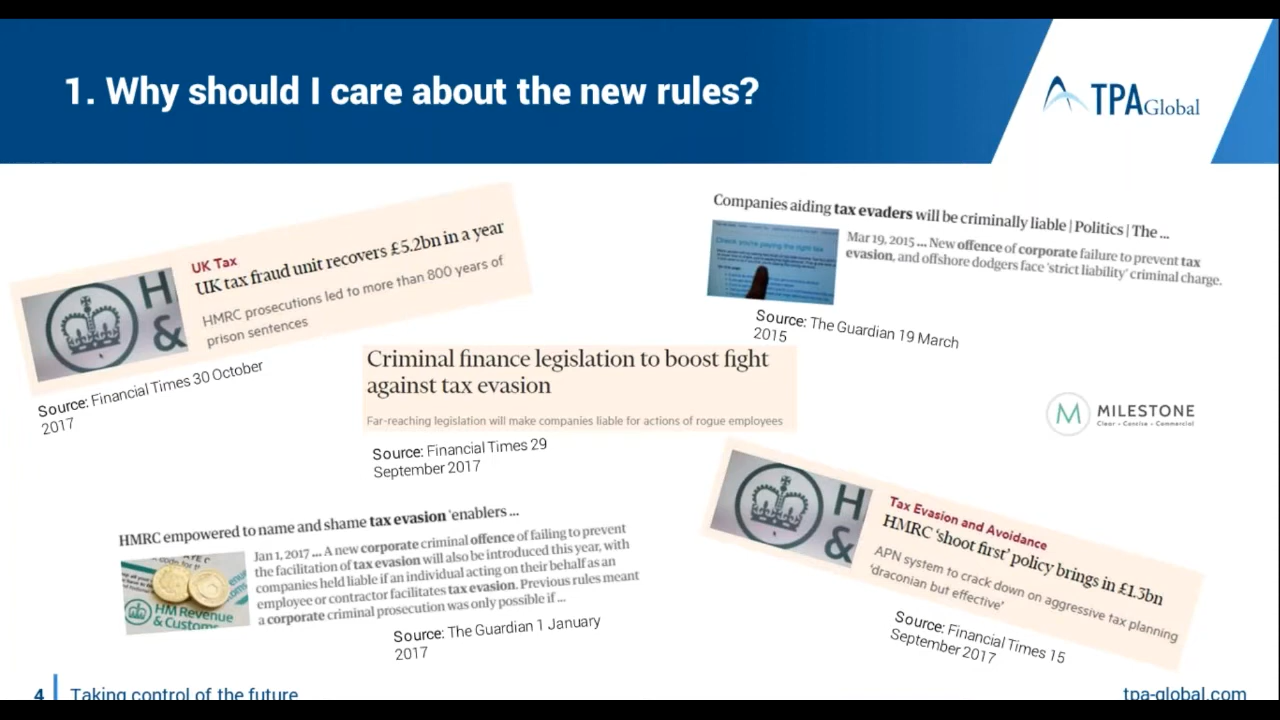 1. Why should I care about the new rules?
TPA Global
UK Tax
UK tax fraud unit recovers £5.2bn in a year
HMRC prosecutions led to more than 800 years of
prison sentences
H
&
Source: Financial Times 30 October
2017
Companies aiding tax evaders will be criminally liable | Politics | The ...
Mar 19, 2015 ... New offence of corporate failure to prevent tax
evasion, and offshore dodgers face 'strict liability' criminal charge.
Source: The Guardian 19 March
2015
Criminal finance legislation to boost fight
against tax evasion
Far-reaching legislation will make companies liable for actions of rogue employees
Source: Financial Times 29
September 2017
M MILESTONE
Clear • Concise • Commercial
HMRC empowered to name and shame tax evasion 'enablers ...
Jan 1, 2017 ... A new corporate criminal offence of failing to prevent
the facilitation of tax evasion will also be introduced this year, with
companies held liable if an individual acting on their behalf as an
employee or contractor facilitates tax evasion. Previous rules meant
a corporate criminal prosecution was only possible if ...
HM Revenue
& Customs
Source: The Guardian 1 January
2017
H
&
Tax Evasion and Avoidance
HMRC 'shoot first' policy brings in £1.3bn
APN system to crack down on aggressive tax planning
'draconian but effective'
Source: Financial Times 15
September 2017
4 Taking control of the future
tpa-global.com